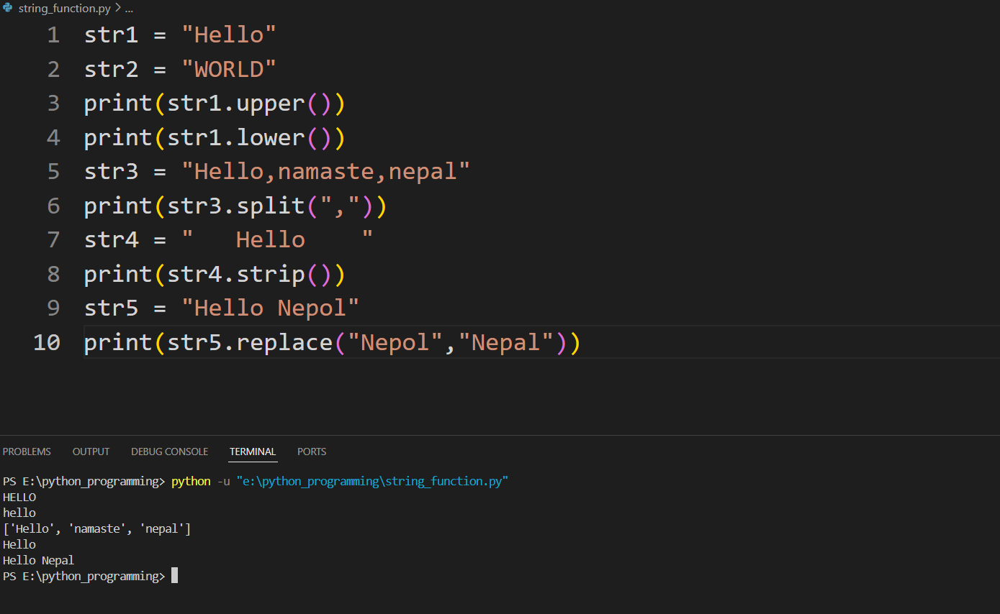 string_function.py > ...
1 str1 = "Hello"
2 str2 = "WORLD"
3 print(str1.upper())
4 print(str1.lower())
5 str3 = "Hello,namaste,nepal"
6 print(str3.split(","))
7 str4 = "   Hello     "
8 print(str4.strip())
9 str5 = "Hello Nepol"
10 print(str5.replace("Nepol","Nepal"))
PROBLEMS OUTPUT DEBUG CONSOLE TERMINAL PORTS
PS E:\python_programming> python -u "e:\python_programming\string_function.py"
HELLO
hello
['Hello', 'namaste', 'nepal']
Hello
Hello Nepal
PS E:\python_programming>